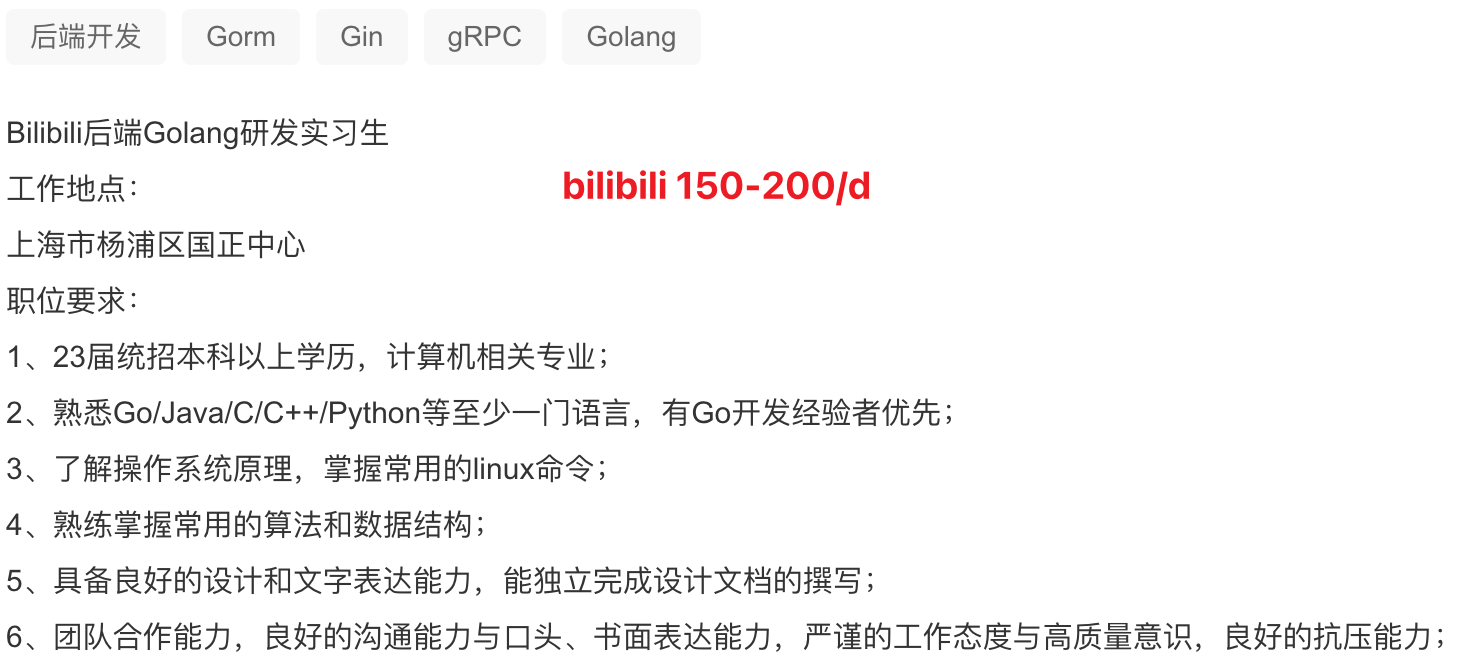 后端开发 Gorm Gin gRPC Golang
Bilibili后端Golang研发实习生
工作地点：
bilibili 150-200/d
上海市杨浦区国正中心
职位要求：
1、23届统招本科以上学历，计算机相关专业；
2、熟悉Go/Java/C/C++/Python等至少一门语言，有Go开发经验者优先；
3、了解操作系统原理，掌握常用的linux命令；
4、熟练掌握常用的算法和数据结构；
5、具备良好的设计和文字表达能力，能独立完成设计文档的撰写；
6、团队合作能力，良好的沟通能力与口头、书面表达能力，严谨的工作态度与高质量意识，良好的抗压能力；